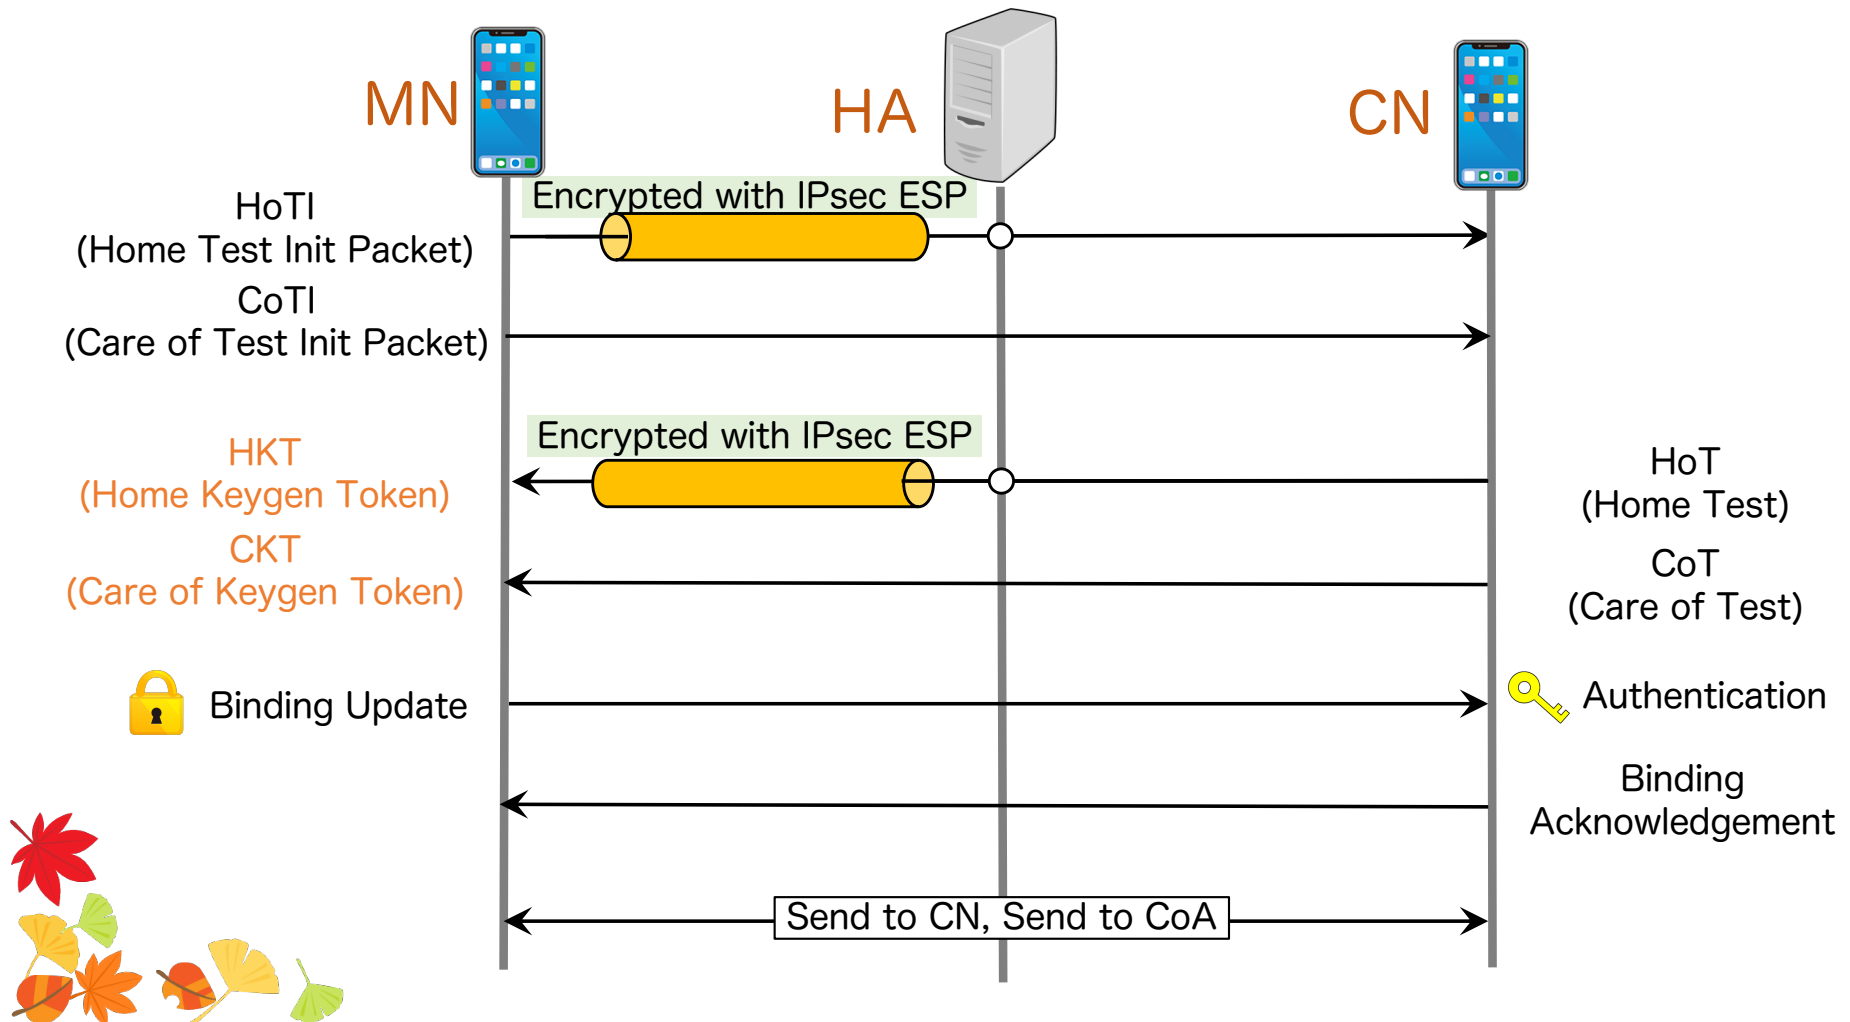 MN
HA
CN
Encrypted with IPsec ESP
HoTI
(Home Test Init Packet)
CoTI
(Care of Test Init Packet)
Encrypted with IPsec ESP
HKT
(Home Keygen Token)
HoT
(Home Test)
CKT
(Care of Keygen Token)
CoT
(Care of Test)
Binding Update
Authentication
Binding
Acknowledgement
Send to CN, Send to CoA